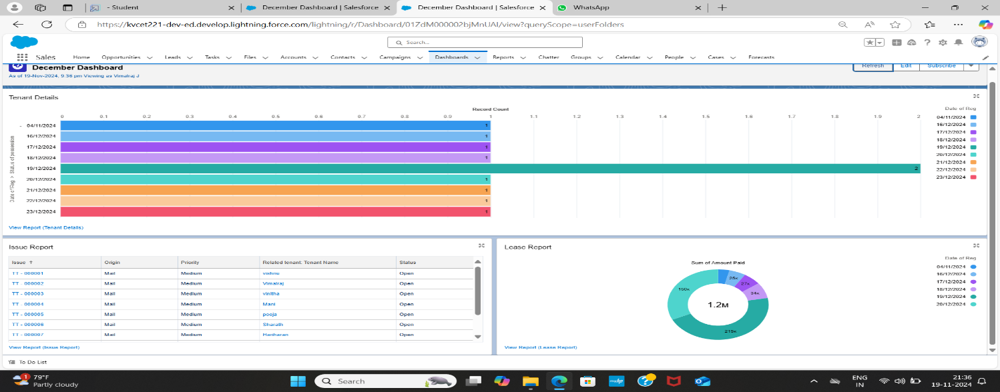 - Student
December Dashboard | Salesforce
December Dashboard | Salesforce
WhatsApp
https://kvcet221-dev-ed.develop.lightning.force.com/lightning/r/Dashboard/01ZdM000002bjMnUAI/view?queryScope=userFolders
Search...
Sales Home Opportunities Leads Tasks Files Accounts Contacts Campaigns Dashboards Reports Chatter Groups Calendar People Cases Forecasts
December Dashboard
As of 19-Nov-2024, 9:36 pm Viewing as Vimalraj J
Refresh Edit Subscribe
Tenant Details
Record Count
0 0.1 0.2 0.3 0.4 0.5 0.6 0.7 0.8 0.9 1 1.1 1.2 1.3 1.4 1.5 1.6 1.7 1.8 1.9 2
Date of Reg > Status of possession
- 04/11/2024 1
16/12/2024 1
17/12/2024 1
18/12/2024 1
19/12/2024 2
20/12/2024 1
21/12/2024 1
22/12/2024 1
23/12/2024 1
Date of Reg
04/11/2024
16/12/2024
17/12/2024
18/12/2024
19/12/2024
20/12/2024
21/12/2024
22/12/2024
23/12/2024
View Report (Tenant Details)
Issue Report
Issue ↑ Origin Priority Related tenant: Tenant Name Status
TT - 000001 Mail Medium vishnu Open
TT - 000002 Mail Medium Vimalraj Open
TT - 000003 Mail Medium vinitha Open
TT - 000004 Mail Medium Mani Open
TT - 000005 Mail Medium pooja Open
TT - 000006 Mail Medium Sharath Open
TT - 000007 Mail Medium Hariharan Open
View Report (Issue Report)
Lease Report
Sum of Amount Paid
25k
27k
34k
215k
150k
1.2M
Date of Reg
04/11/2024
16/12/2024
17/12/2024
18/12/2024
19/12/2024
20/12/2024
View Report (Lease Report)
To Do List
1
79°F
Partly cloudy
Search
myhp
ENG
IN
21:36
19-11-2024